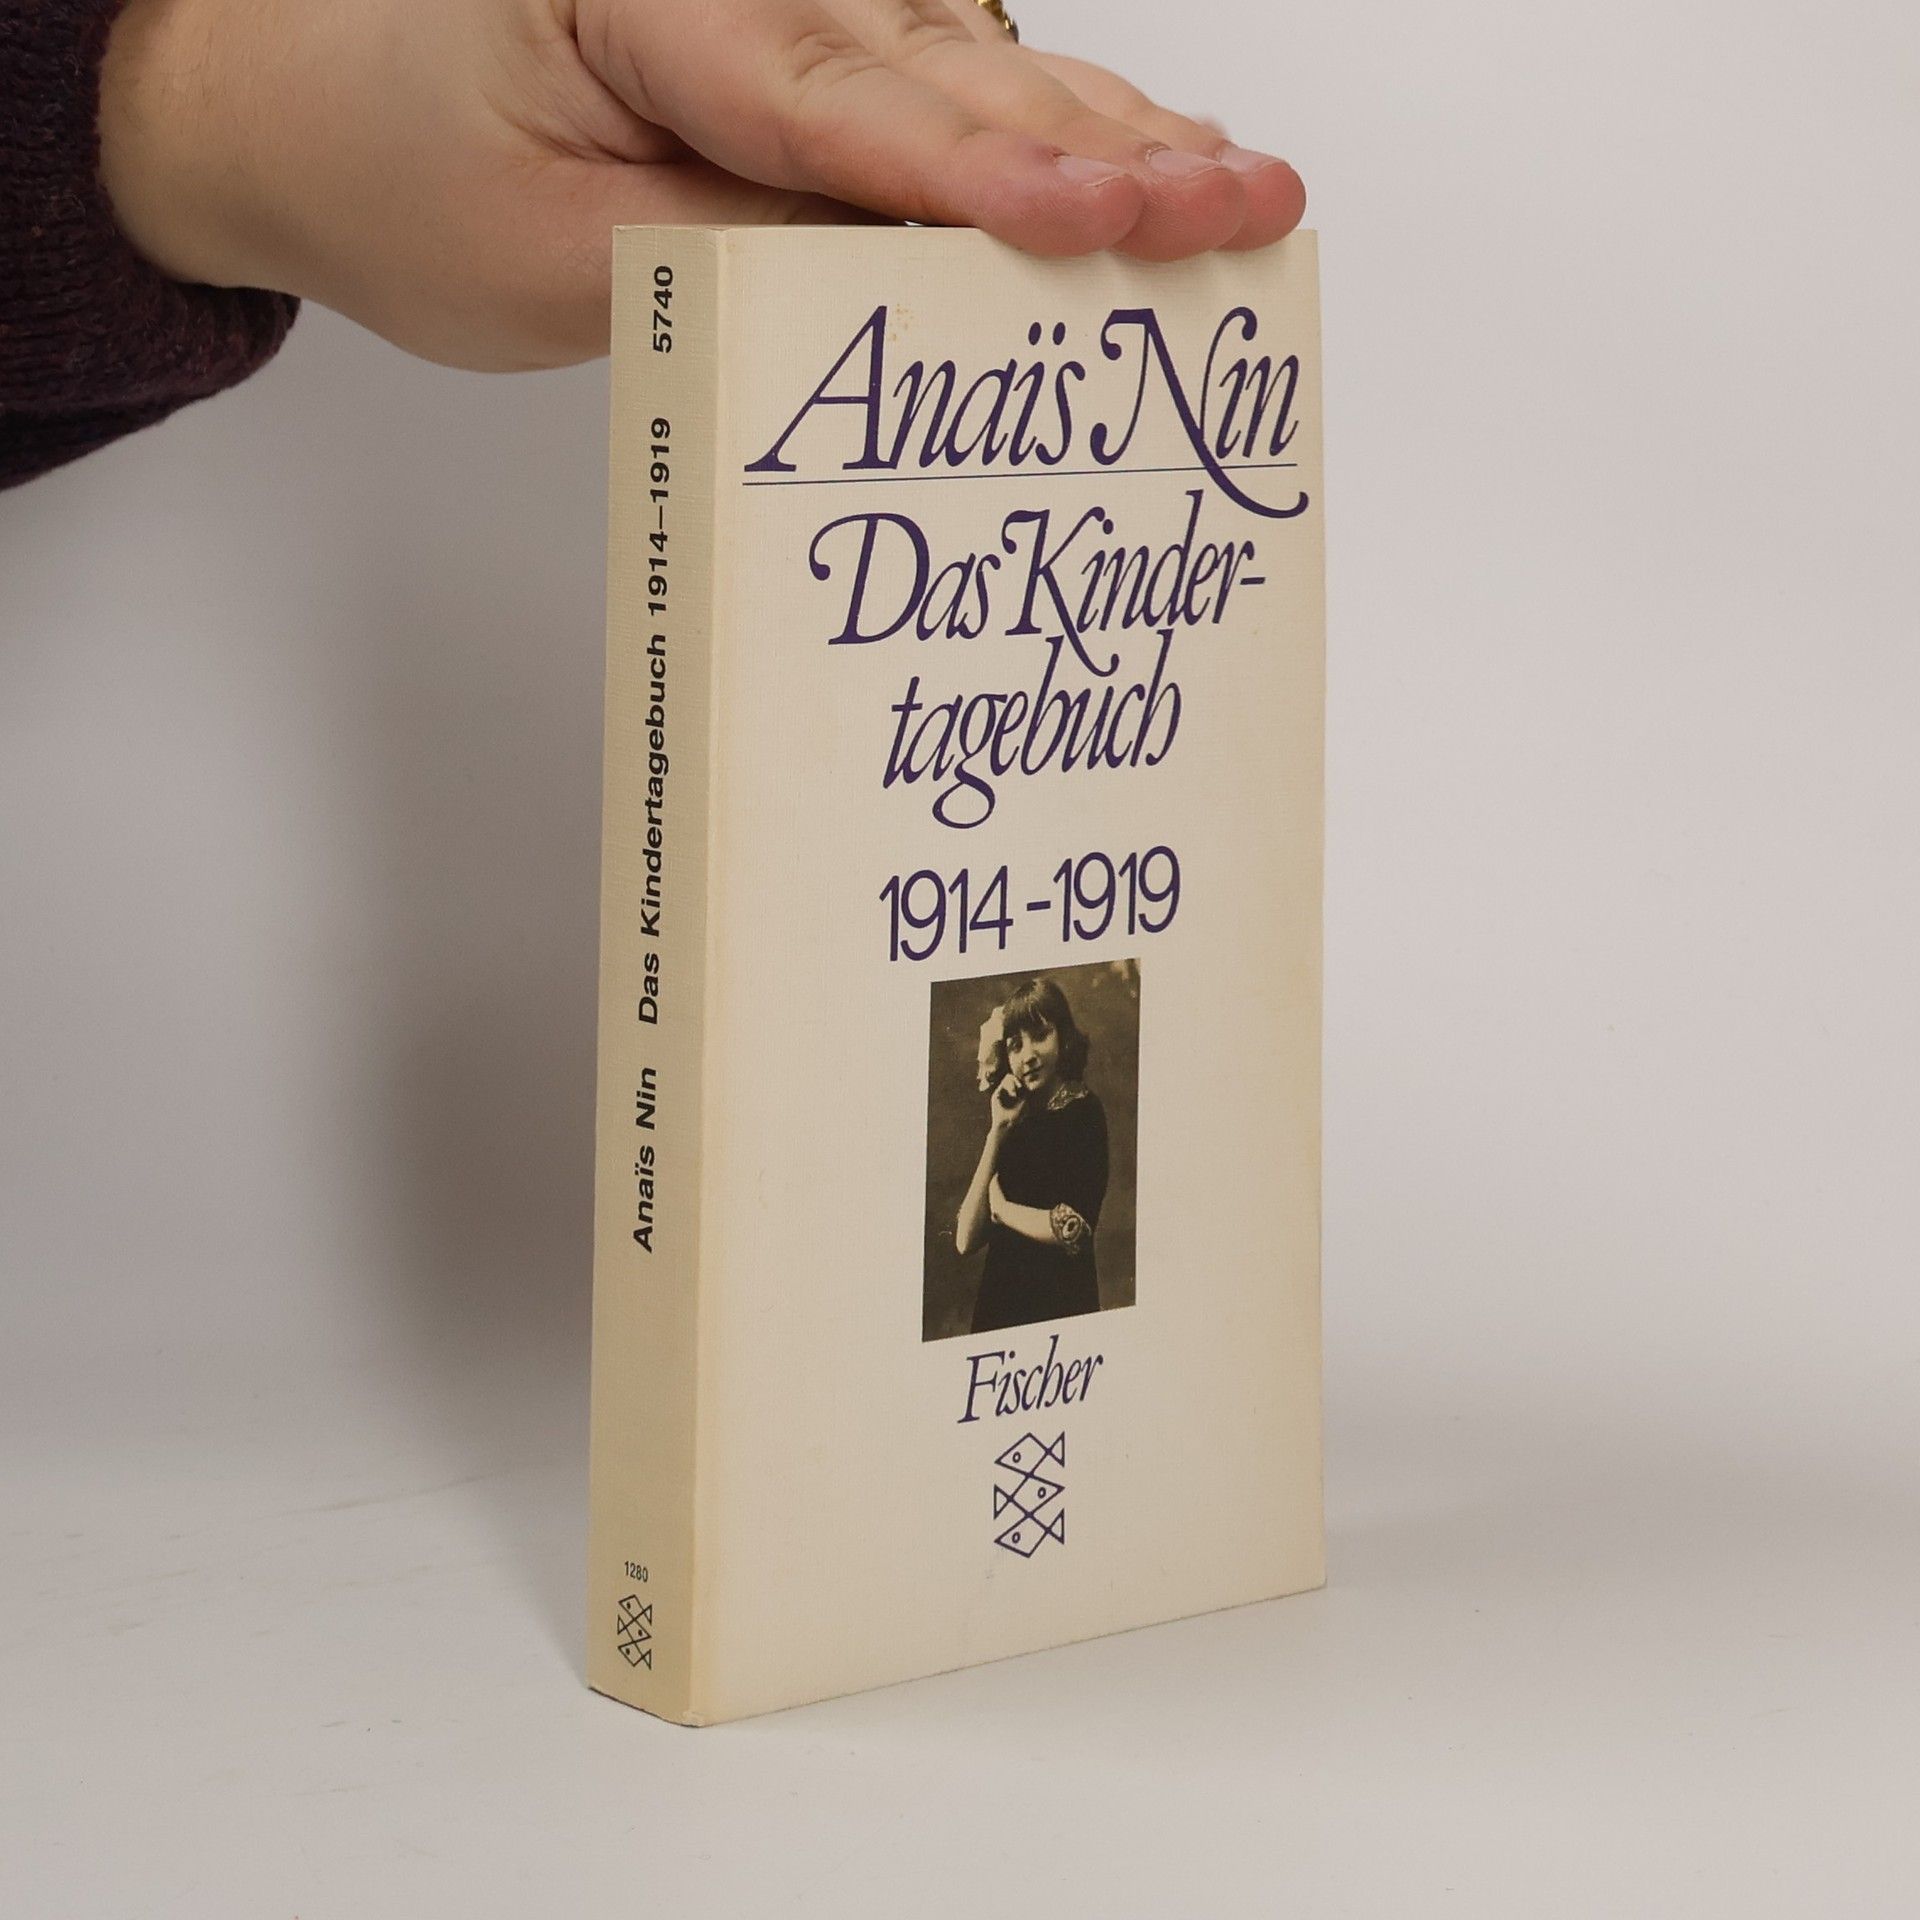 Anaïs Nin
Das Kinder-
tagebuch
1914-1919
Fischer
Anaïs Nin Das Kindertagebuch 1914–1919 5740
1280